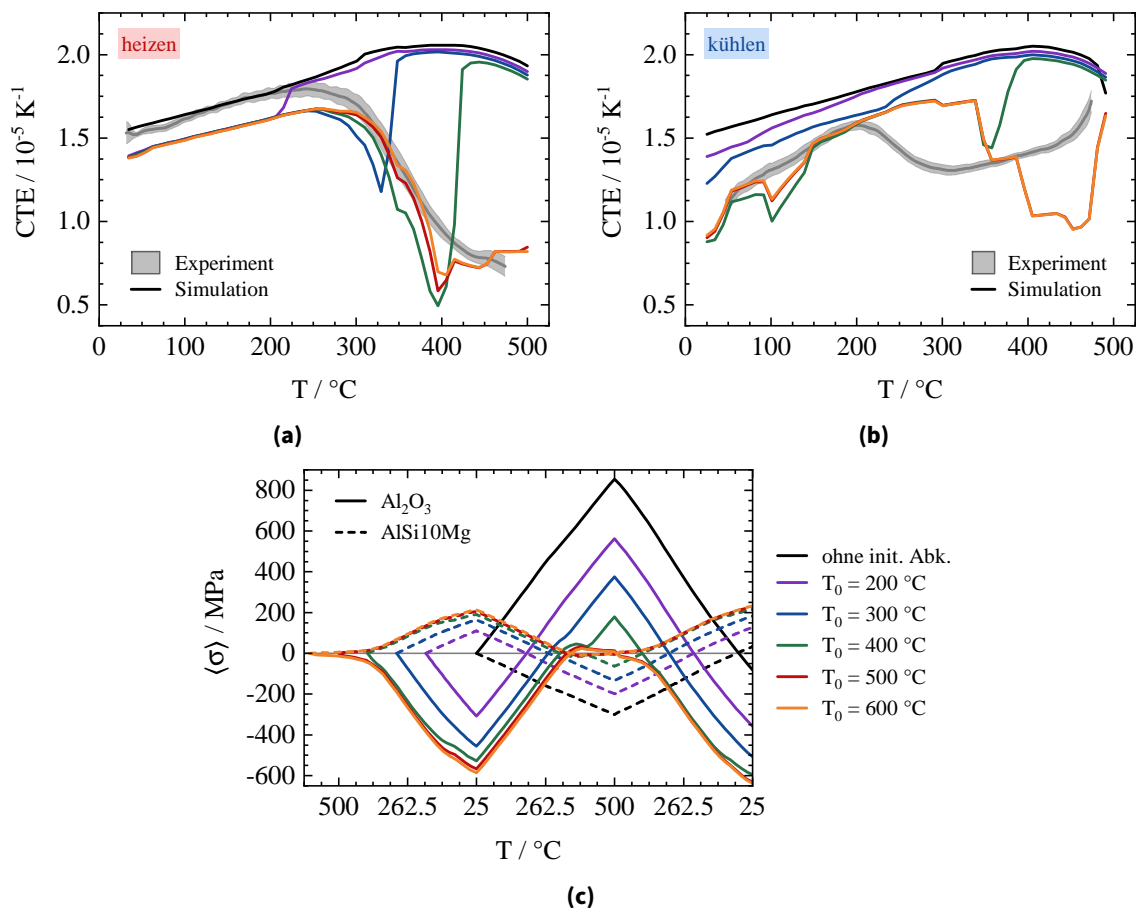 heizen
2.0
1.5
1.0
0.5
CTE / 10⁻⁵ K⁻¹
Experiment
Simulation
0 100 200 300 400 500
T / °C
(a)
kühlen
2.0
1.5
1.0
0.5
CTE / 10⁻⁵ K⁻¹
Experiment
Simulation
0 100 200 300 400 500
T / °C
(b)
800
600
400
200
0
-200
-400
-600
⟨σ⟩ / MPa
Al₂O₃
AlSi10Mg
500 262.5 25 262.5 500 262.5 25
T / °C
(c)
ohne init. Abk.
T₀ = 200 °C
T₀ = 300 °C
T₀ = 400 °C
T₀ = 500 °C
T₀ = 600 °C